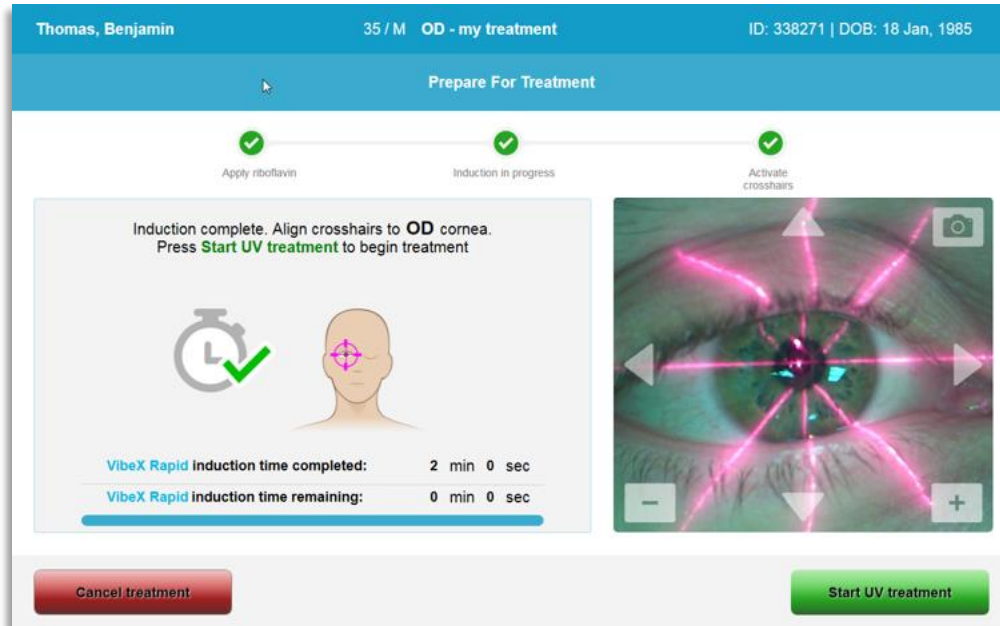 Thomas, Benjamin 35 / M OD - my treatment ID: 338271 | DOB: 18 Jan, 1985
Prepare For Treatment
Apply riboflavin Induction in progress Activate
crosshairs
Induction complete. Align crosshairs to OD cornea.
Press Start UV treatment to begin treatment
VibeX Rapid induction time completed: 2 min 0 sec
VibeX Rapid induction time remaining: 0 min 0 sec
Cancel treatment Start UV treatment